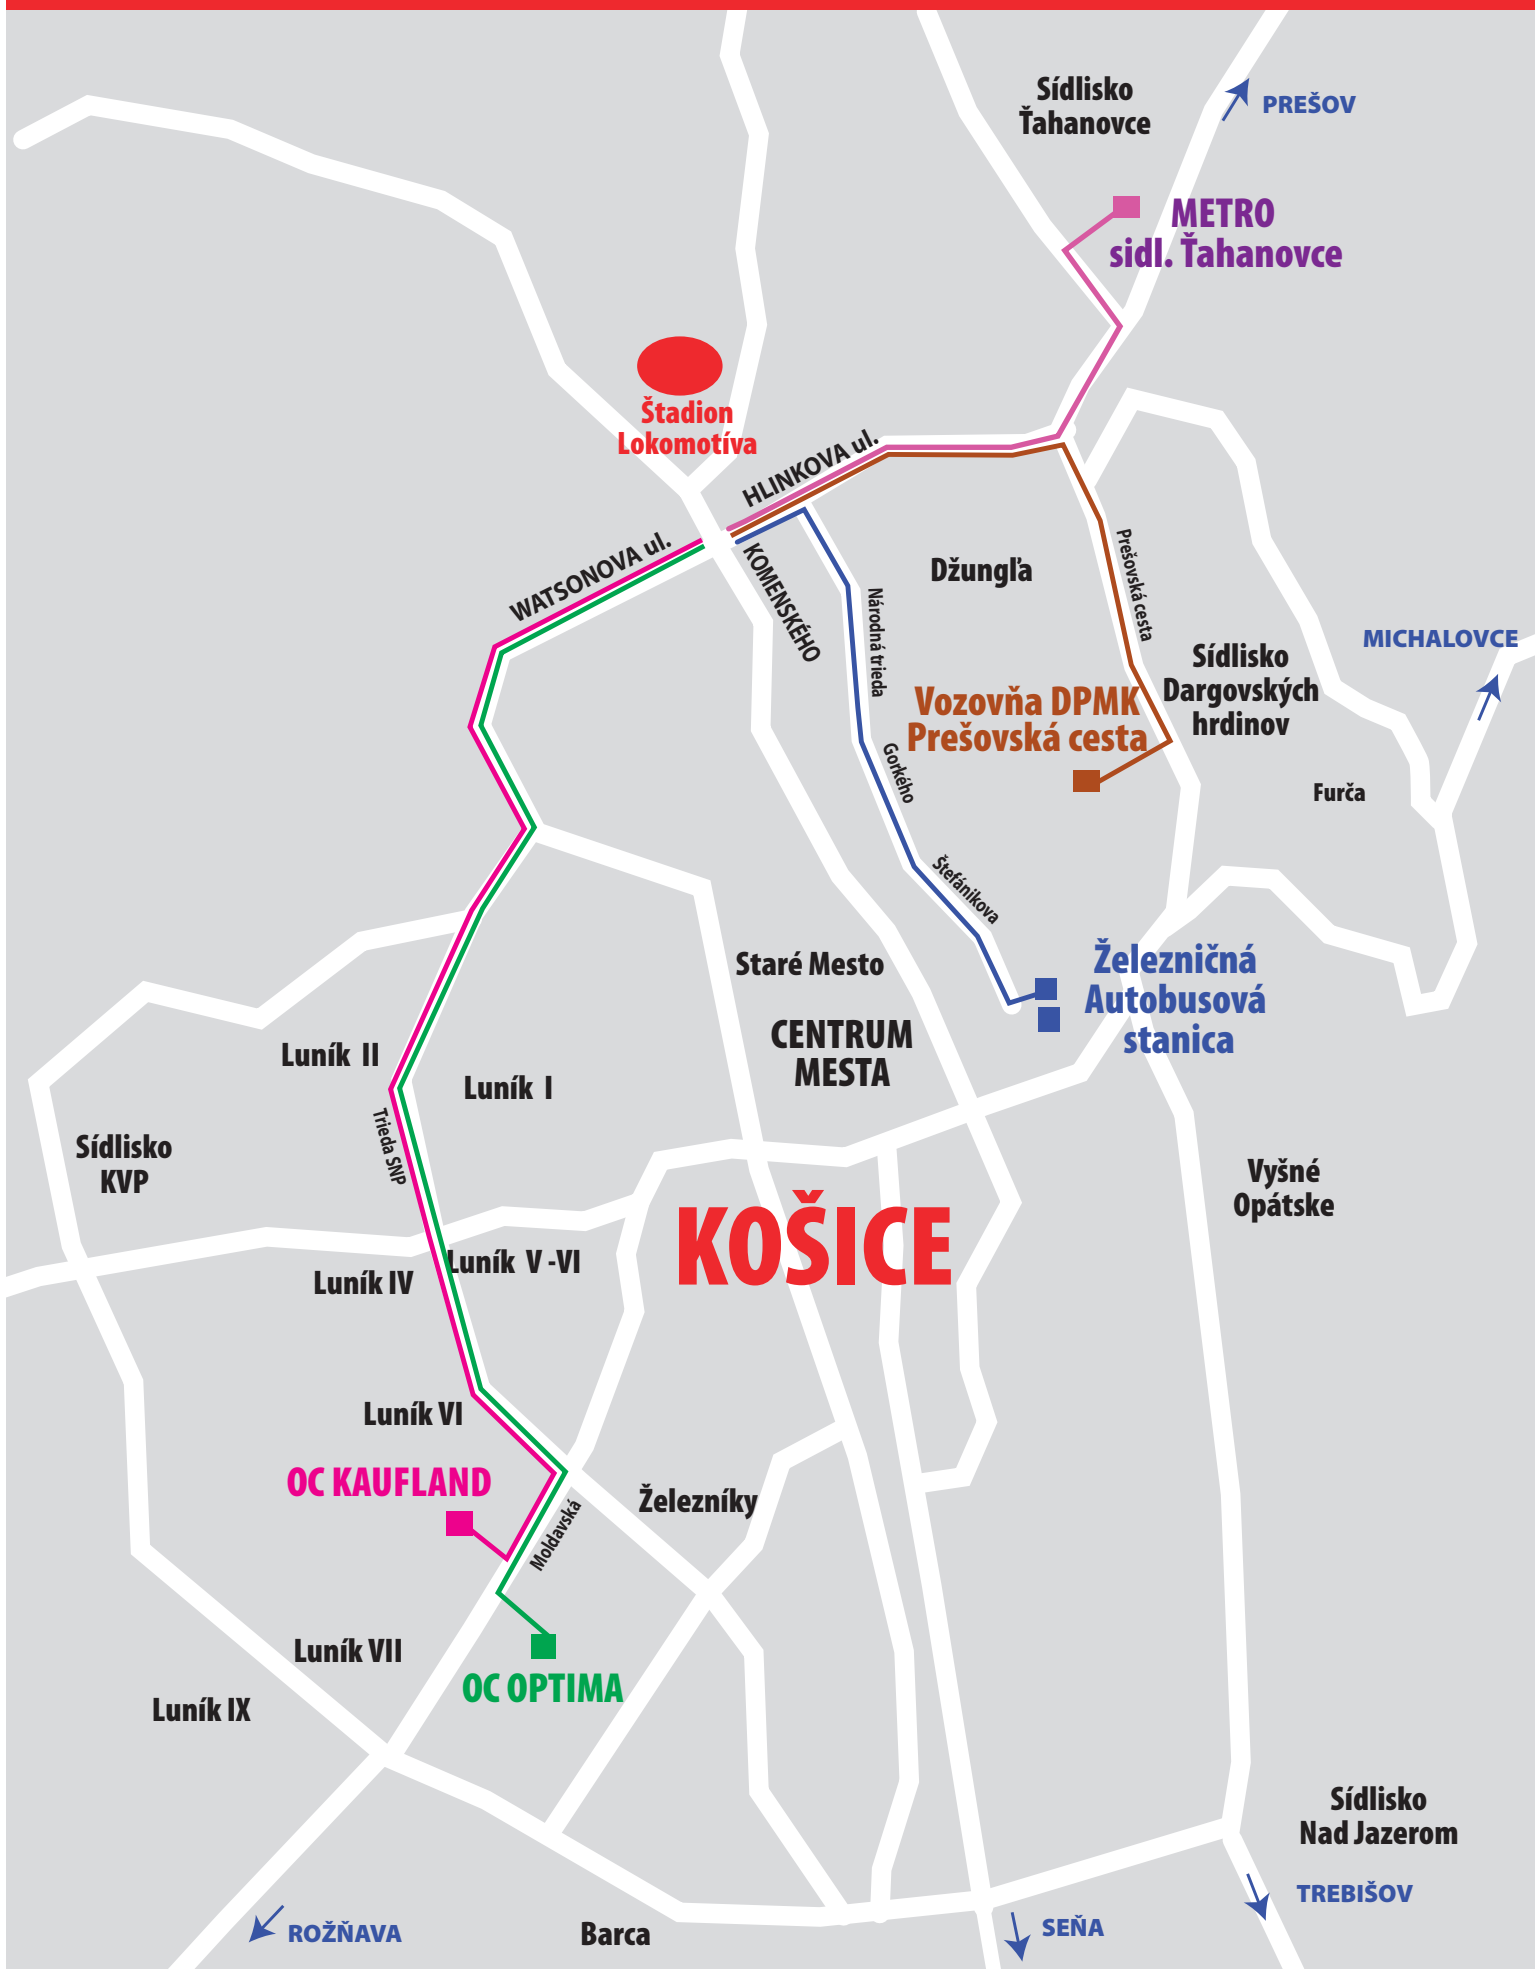 Sídlisko
Ťahanovce
PREŠOV
METRO
sidl. Ťahanovce
Štadion
Lokomotíva
HLINKOVA ul.
WATSONOVA ul.
KOMENSKÉHO
Národná trieda
Džungľa
Prešovská cesta
MICHALOVCE
Sídlisko
Dargovských
hrdinov
Vozovňa DPMK
Prešovská cesta
Gorkého
Furča
Štefánikova
Staré Mesto
Železničná
Autobusová
stanica
CENTRUM
MESTA
Luník II
Luník I
Trieda SNP
Sídlisko
KVP
Vyšné
Opátske
KOŠICE
Luník V -VI
Luník IV
Luník VI
OC KAUFLAND
Železníky
Moldavská
Luník VII
OC OPTIMA
Luník IX
Sídlisko
Nad Jazerom
TREBIŠOV
ROŽŇAVA
Barca
SEŇA